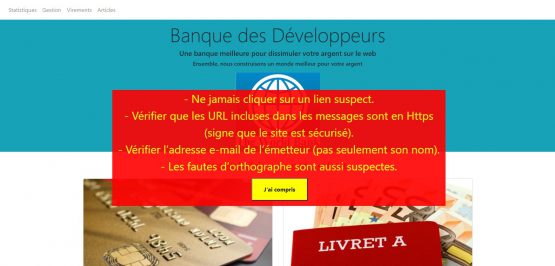 Statistiques Gestion Virements Articles
Banque des Développeurs
Une banque meilleure pour dissimuler votre argent sur le web
Ensemble, nous construisons un monde meilleur pour votre argent
- Ne jamais cliquer sur un lien suspect.
- Vérifier que les URL incluses dans les messages sont en Https
(signe que le site est sécurisé).
- Vérifier l'adresse e-mail de l'émetteur (pas seulement son nom).
- Les fautes d'orthographe sont aussi suspectes.
J'ai compris
LIVRET A